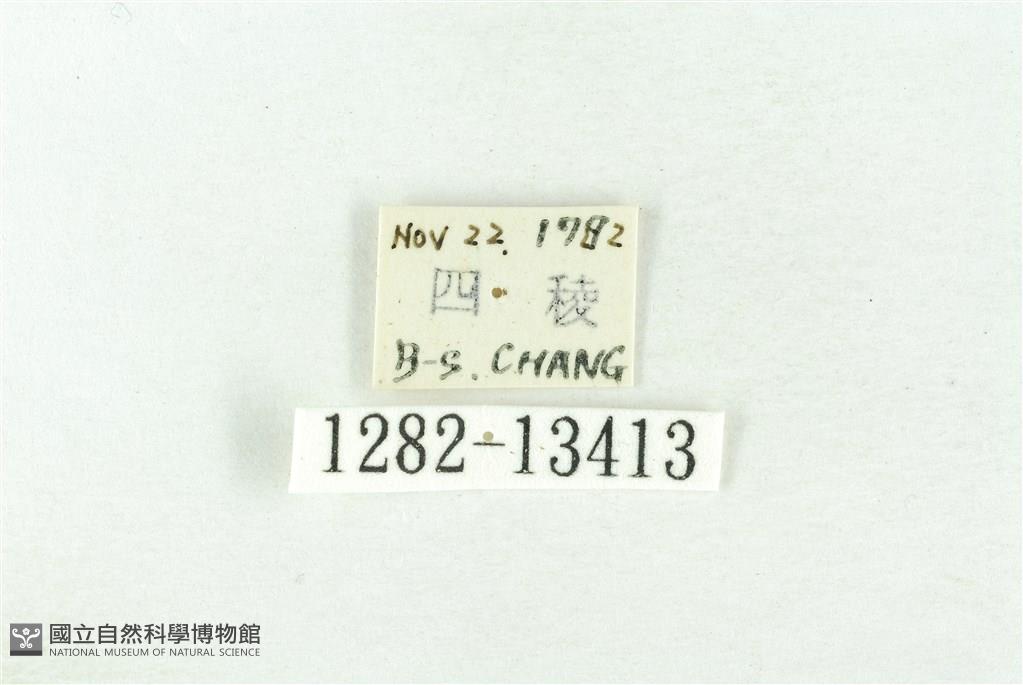 NOV 22. 1982
四稜
B-S. CHANG
1282-13413
國立自然科學博物館
NATIONAL MUSEUM OF NATURAL SCIENCE